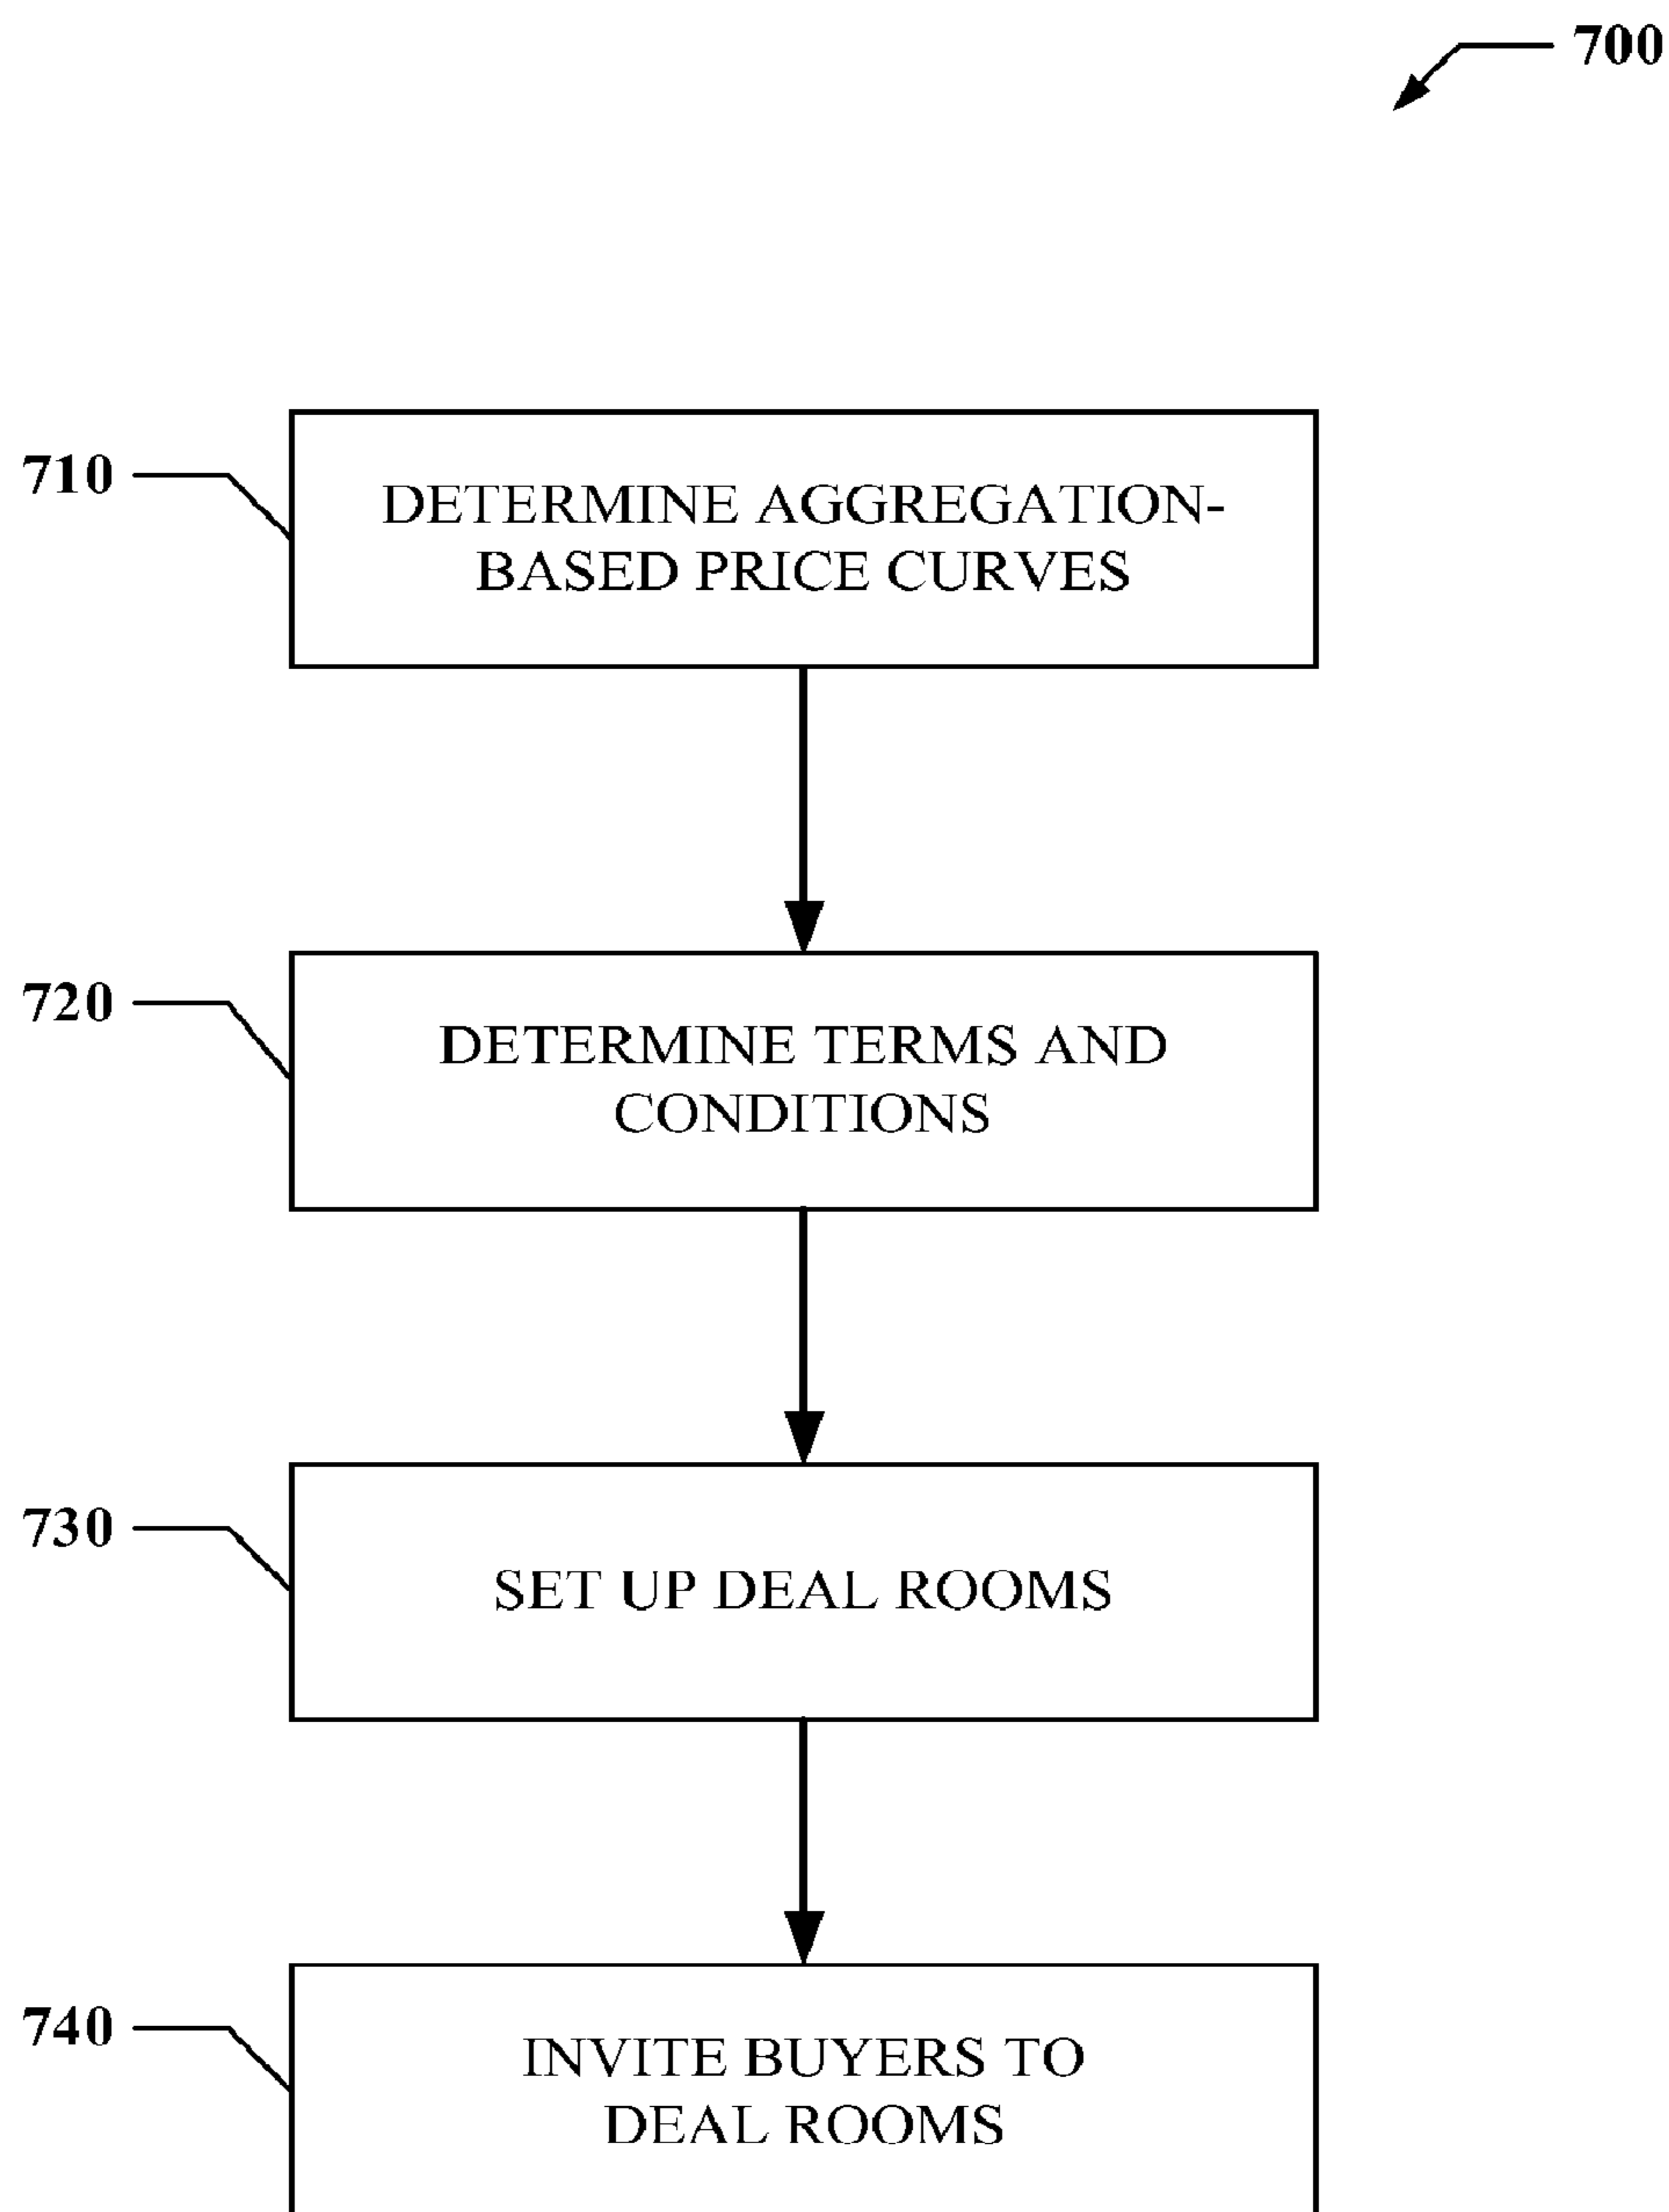 700
710
DETERMINE AGGREGATION-
BASED PRICE CURVES
720
DETERMINE TERMS AND
CONDITIONS
730
SET UP DEAL ROOMS
740
INVITE BUYERS TO
DEAL ROOMS